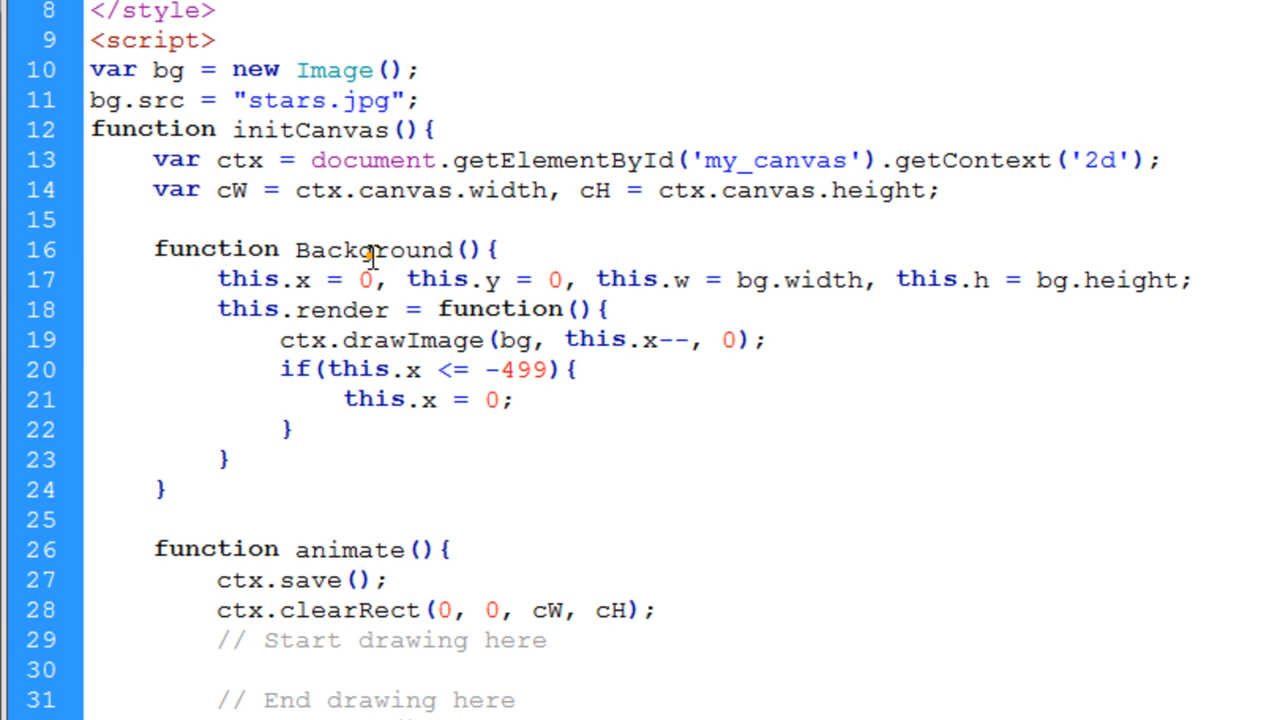 8 </style>
9 <script>
10 var bg = new Image();
11 bg.src = "stars.jpg";
12 function initCanvas(){
13 var ctx = document.getElementById('my_canvas').getContext('2d');
14 var cW = ctx.canvas.width, cH = ctx.canvas.height;
15
16 function Background(){
17 this.x = 0, this.y = 0, this.w = bg.width, this.h = bg.height;
18 this.render = function(){
19 ctx.drawImage(bg, this.x--, 0);
20 if(this.x <= -499){
21 this.x = 0;
22 }
23 }
24 }
25
26 function animate(){
27 ctx.save();
28 ctx.clearRect(0, 0, cW, cH);
29 // Start drawing here
30
31 // End drawing here